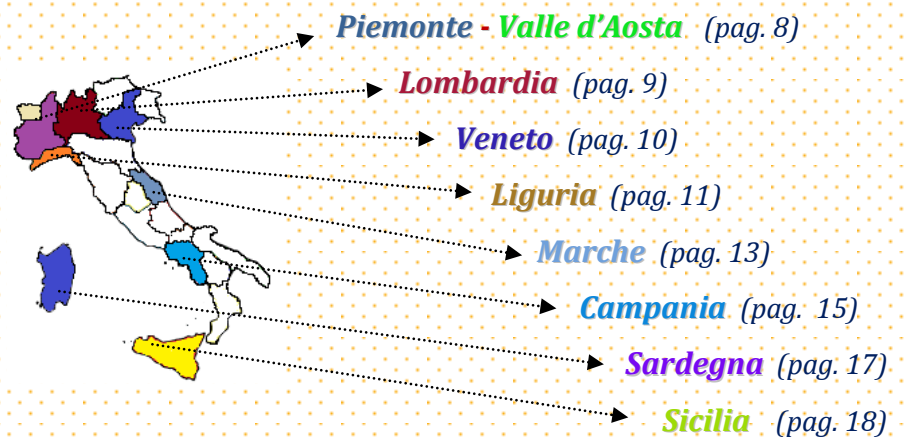 Piemonte - Valle d'Aosta (pag. 8)
Lombardia (pag. 9)
Veneto (pag. 10)
Liguria (pag. 11)
Marche (pag. 13)
Campania (pag. 15)
Sardegna (pag. 17)
Sicilia (pag. 18)